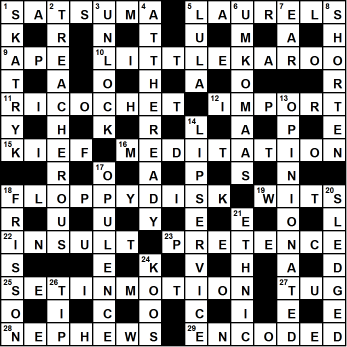 1 S A 2 T S 3 U M 4 A 5 L A 6 U R 7 E L 8 S
K R N T U M A H
9 A P E 10 L I T T L E K A R O O
T A O H A O R
11 R I C O C H E T 12 I M P 13 O R T
Y H K R 14 L A P E
15 K I E F 16 M E D I T A T I O N
R 17 O A P S N
18 F L O P P Y D I S K 19 W I T 20 S
R U U Y E 21 E O L
22 I N S U L T 23 P R E T E N C E
S E 24 K V H A D
25 S E 26 T I N M O T I O N 27 T U G
O I C O C I E E
28 N E P H E W S 29 E N C O D E D